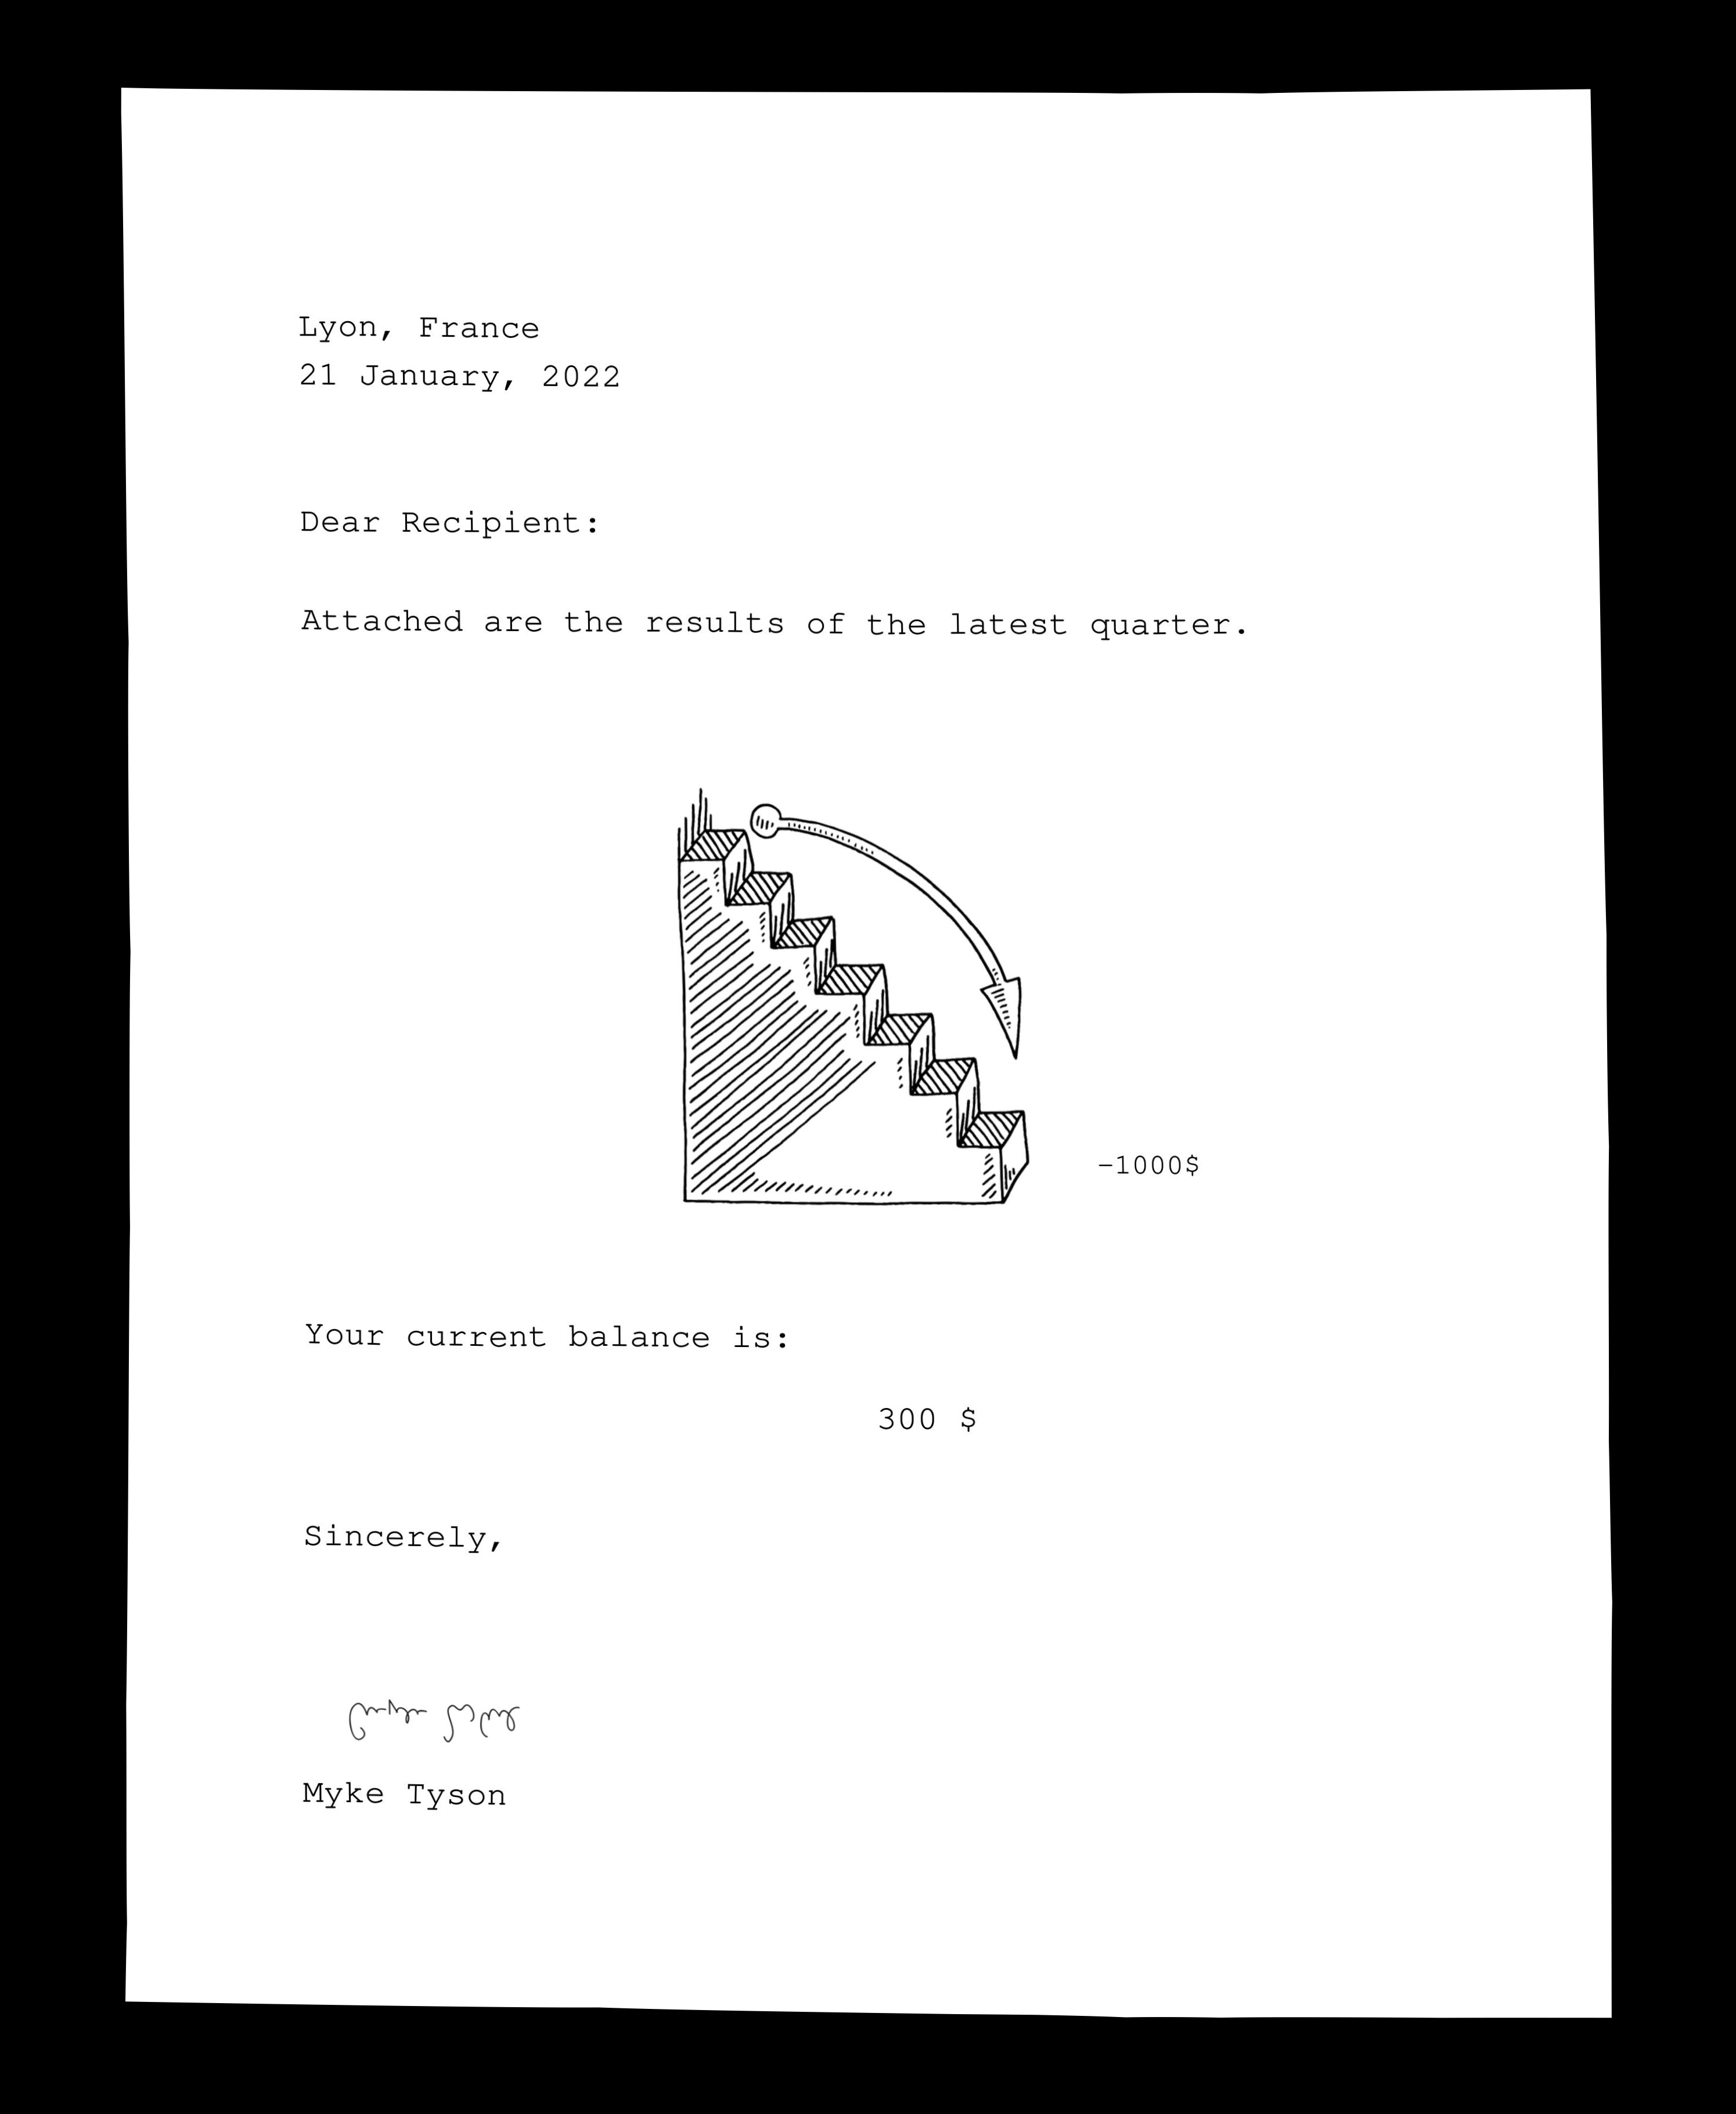 Lyon, France
21 January, 2022
Dear Recipient:
Attached are the results of the latest quarter.
-1000$
Your current balance is:
300 $
Sincerely,
Myke Tyson